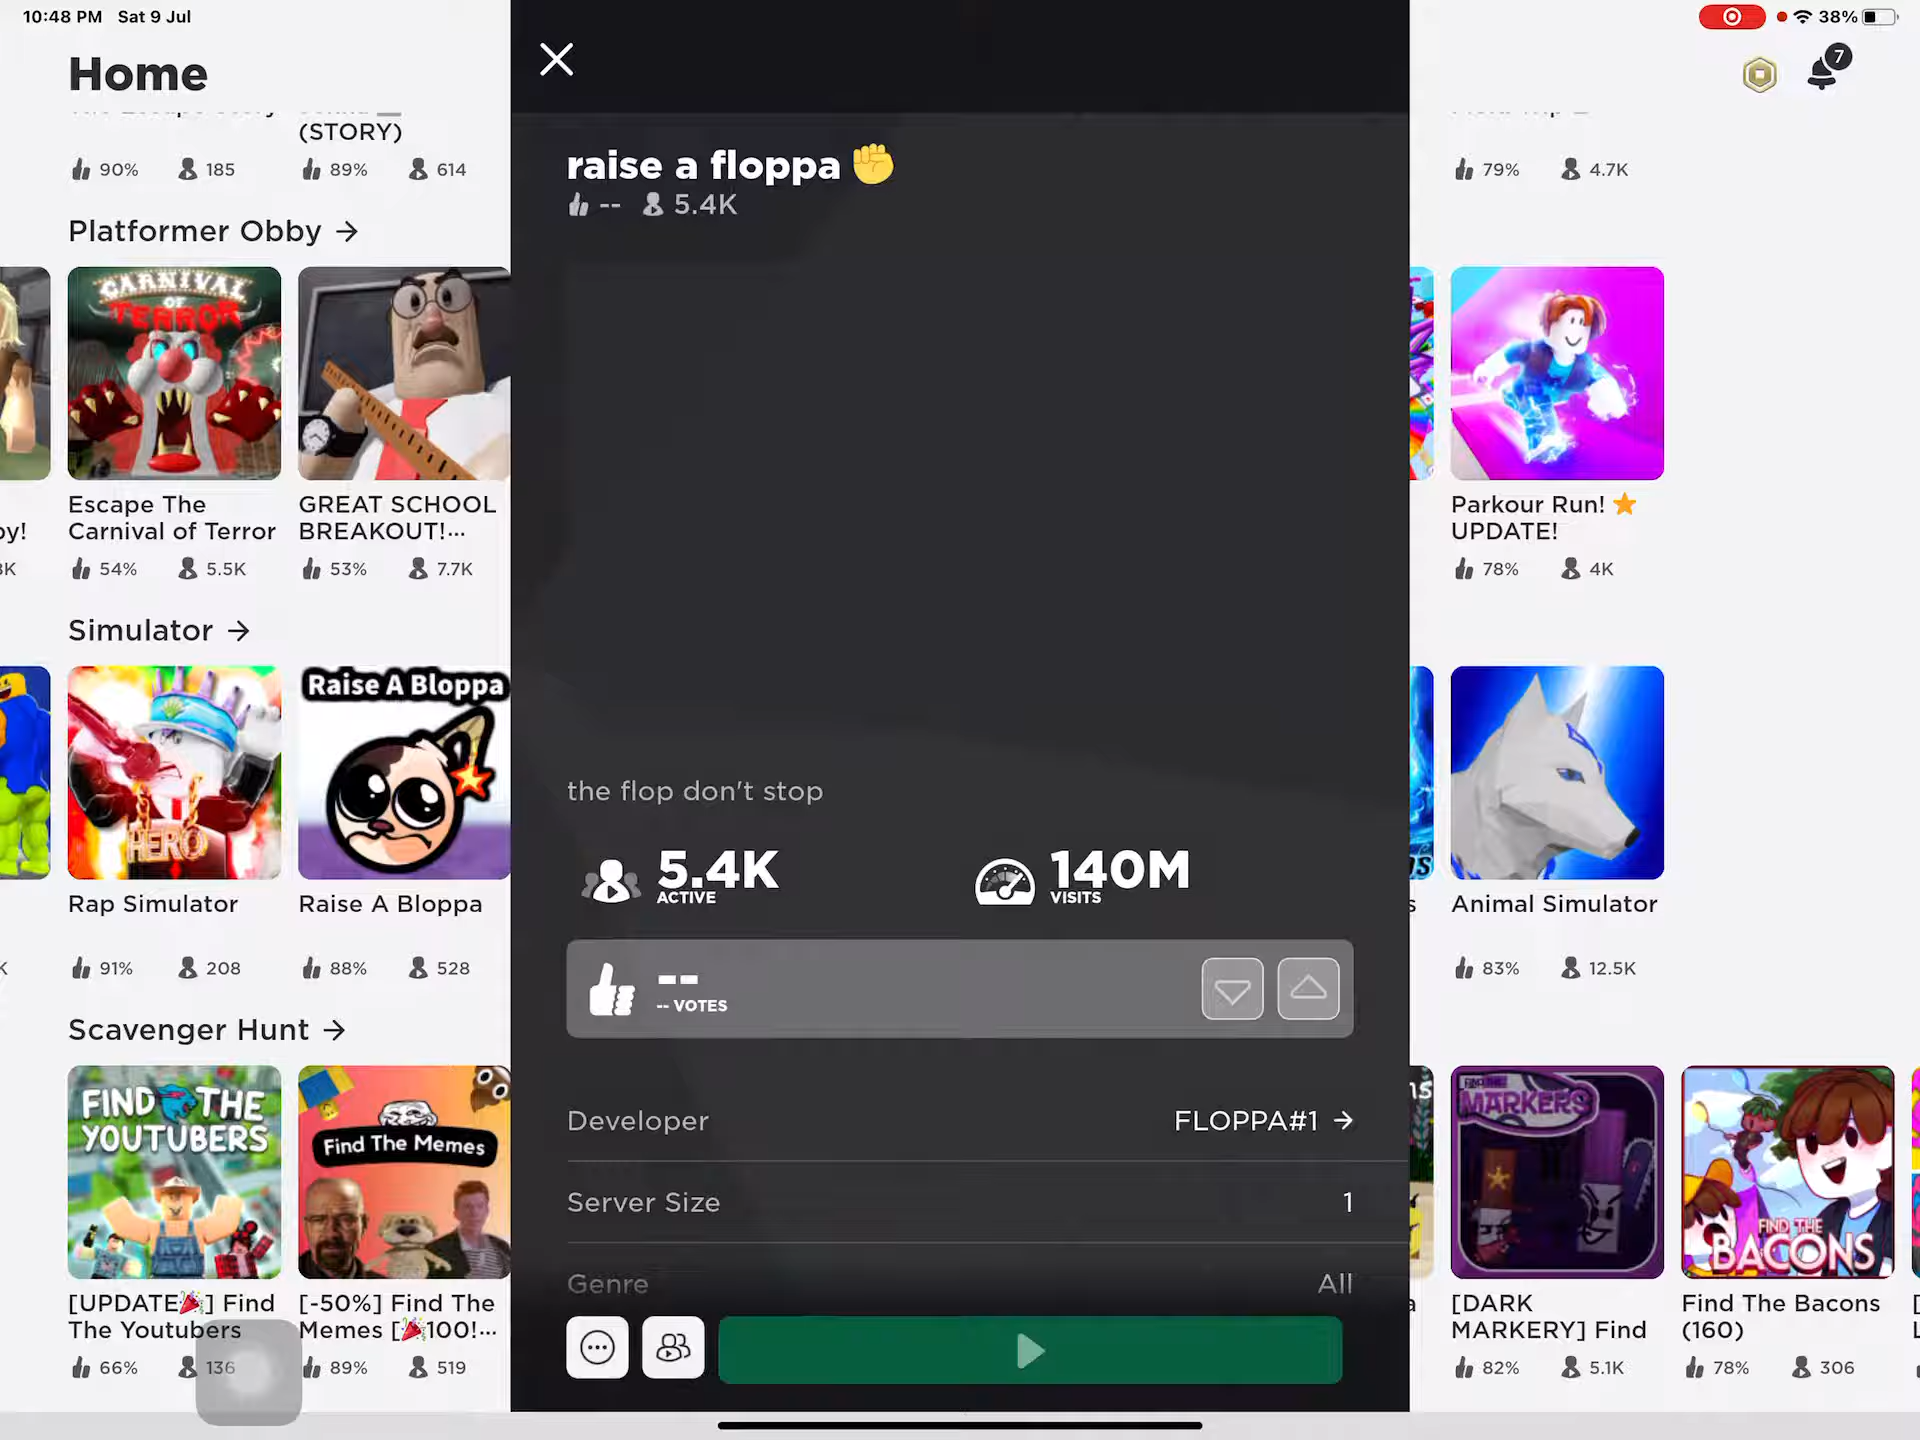 10:48 PM Sat 9 Jul
38%
Home
7
(STORY)
90% 185
89% 614
79% 4.7K
Platformer Obby →
CARNIVAL
OF
TERROR
Escape The
Carnival of Terror
54% 5.5K
GREAT SCHOOL
BREAKOUT!...
53% 7.7K
Parkour Run! ⭐
UPDATE!
78% 4K
Simulator →
HERO
Rap Simulator
91% 208
Raise A Bloppa
Raise A Bloppa
88% 528
Animal Simulator
83% 12.5K
Scavenger Hunt →
FIND THE
YOUTUBERS
[UPDATE🎉] Find
The Youtubers
66% 136
Find The Memes
[-50%] Find The
Memes [🎉100!...
89% 519
FIND THE
MARKERS
[DARK
MARKERY] Find
82% 5.1K
FIND THE
BACONS
Find The Bacons
(160)
78% 306
raise a floppa ✊
-- 5.4K
the flop don't stop
5.4K
ACTIVE
140M
VISITS
--
-- VOTES
Developer FLOPPA#1 →
Server Size 1
Genre All